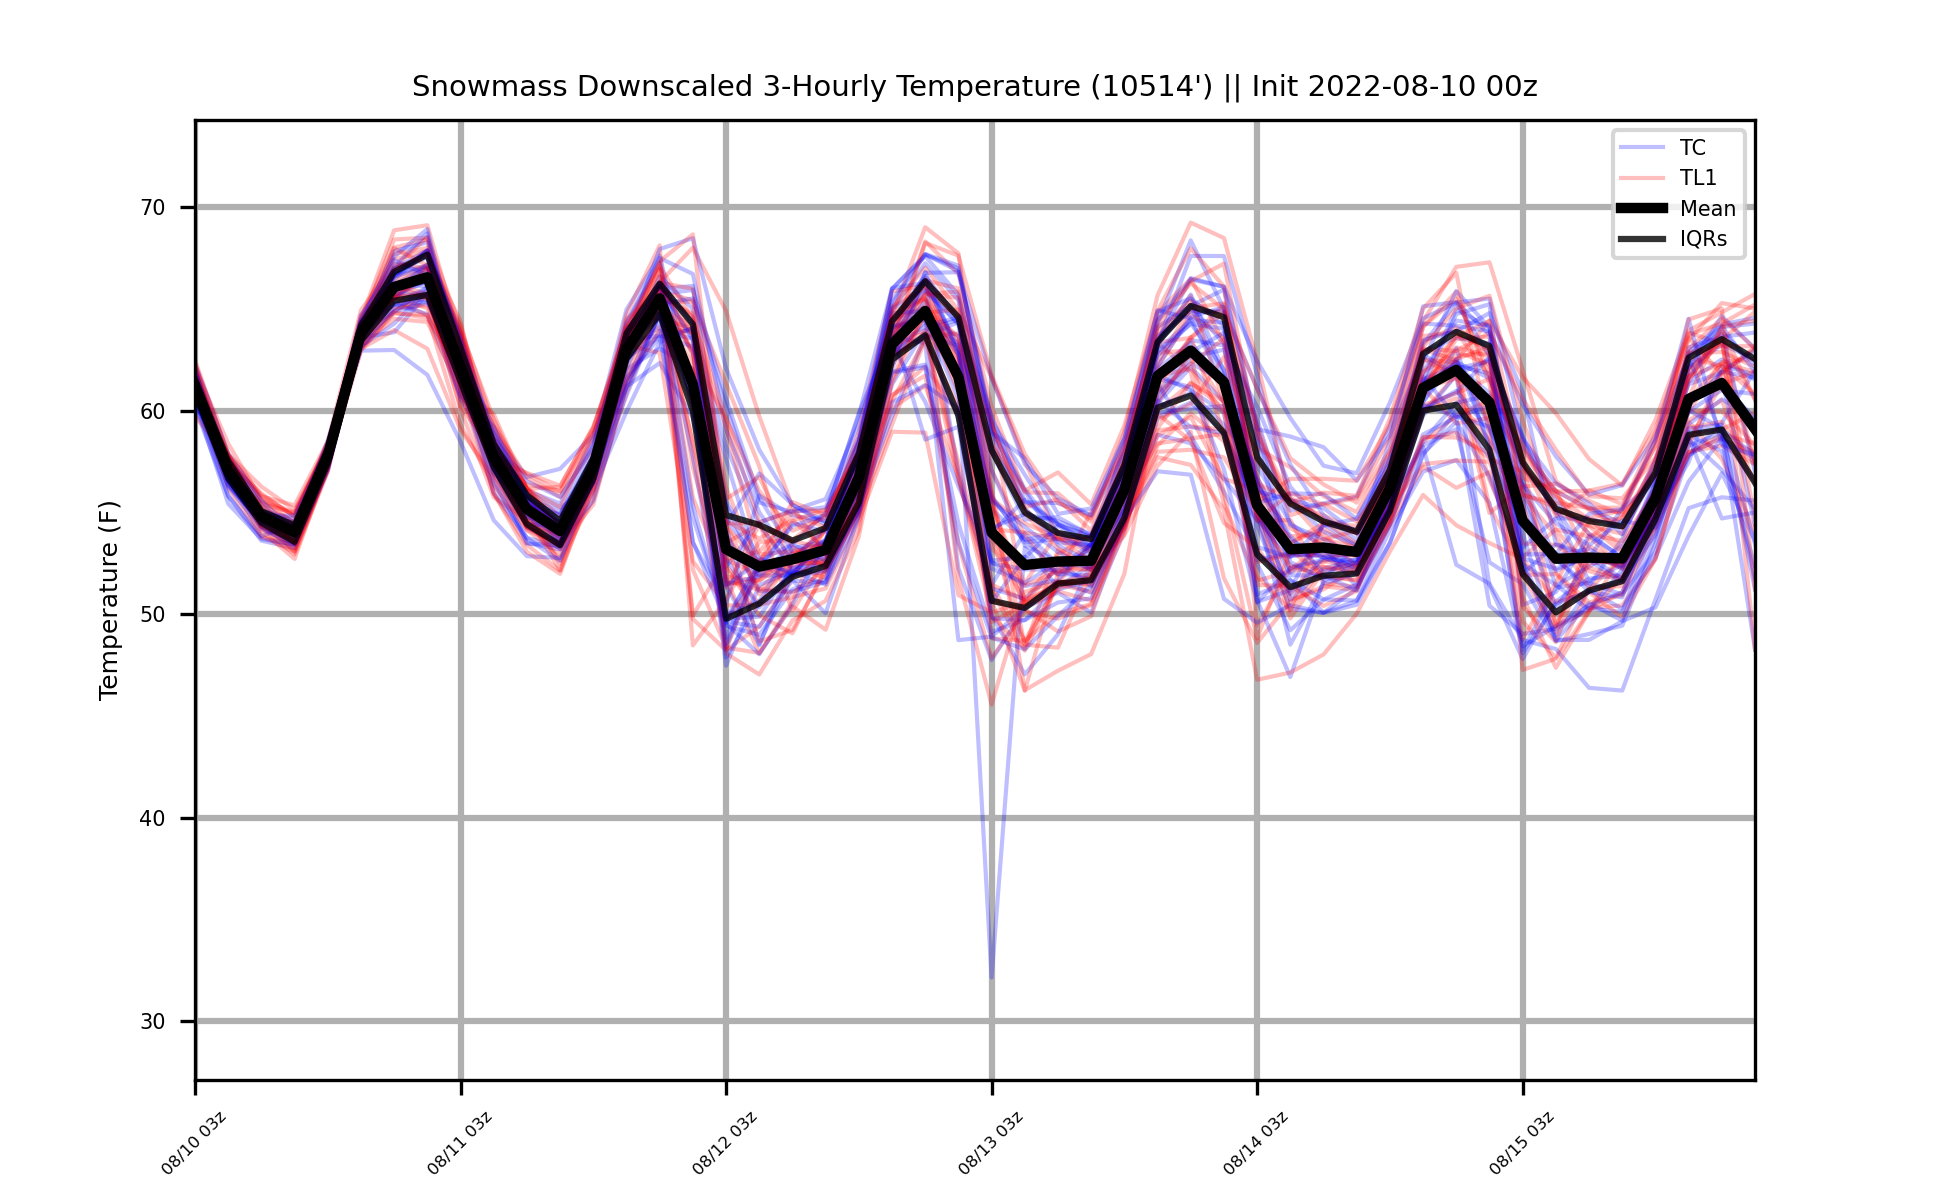 Snowmass Downscaled 3-Hourly Temperature (10514') || Init 2022-08-10 00z
TC
TL1
Mean
IQRs
Temperature (F)
70
60
50
40
30
08/10 03z
08/11 03z
08/12 03z
08/13 03z
08/14 03z
08/15 03z